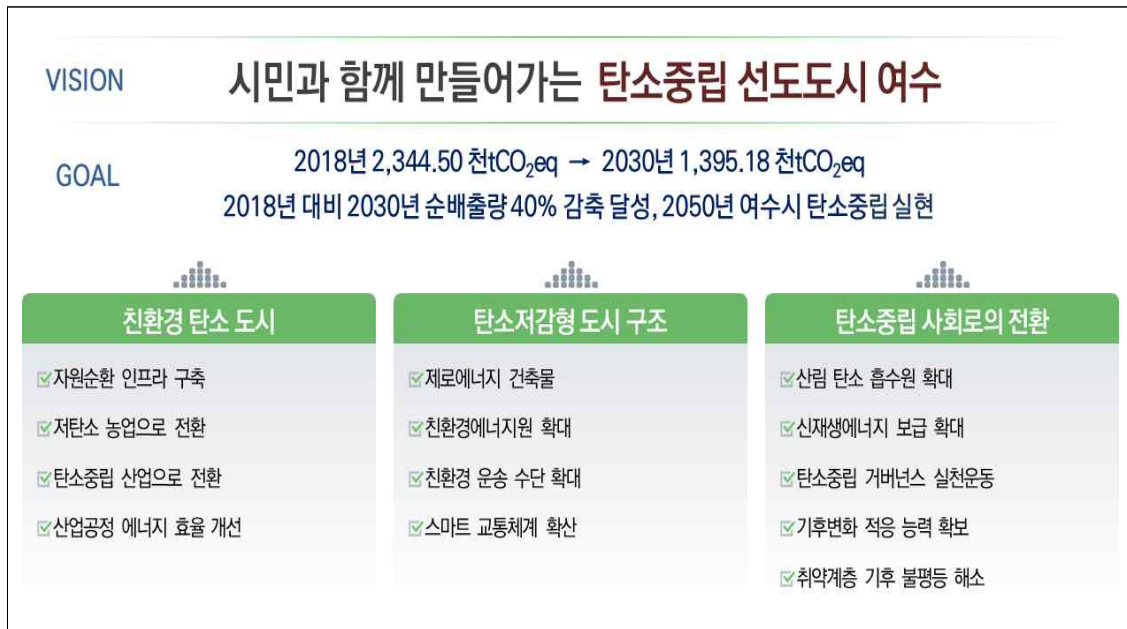 VISION
시민과 함께 만들어가는 탄소중립 선도도시 여수
GOAL
2018년 2,344.50 천tCO₂eq → 2030년 1,395.18 천tCO₂eq
2018년 대비 2030년 순배출량 40% 감축 달성, 2050년 여수시 탄소중립 실현
친환경 탄소 도시
자원순환 인프라 구축
저탄소 농업으로 전환
탄소중립 산업으로 전환
산업공정 에너지 효율 개선
탄소저감형 도시 구조
제로에너지 건축물
친환경에너지원 확대
친환경 운송 수단 확대
스마트 교통체계 확산
탄소중립 사회로의 전환
산림 탄소 흡수원 확대
신재생에너지 보급 확대
탄소중립 거버넌스 실천운동
기후변화 적응 능력 확보
취약계층 기후 불평등 해소